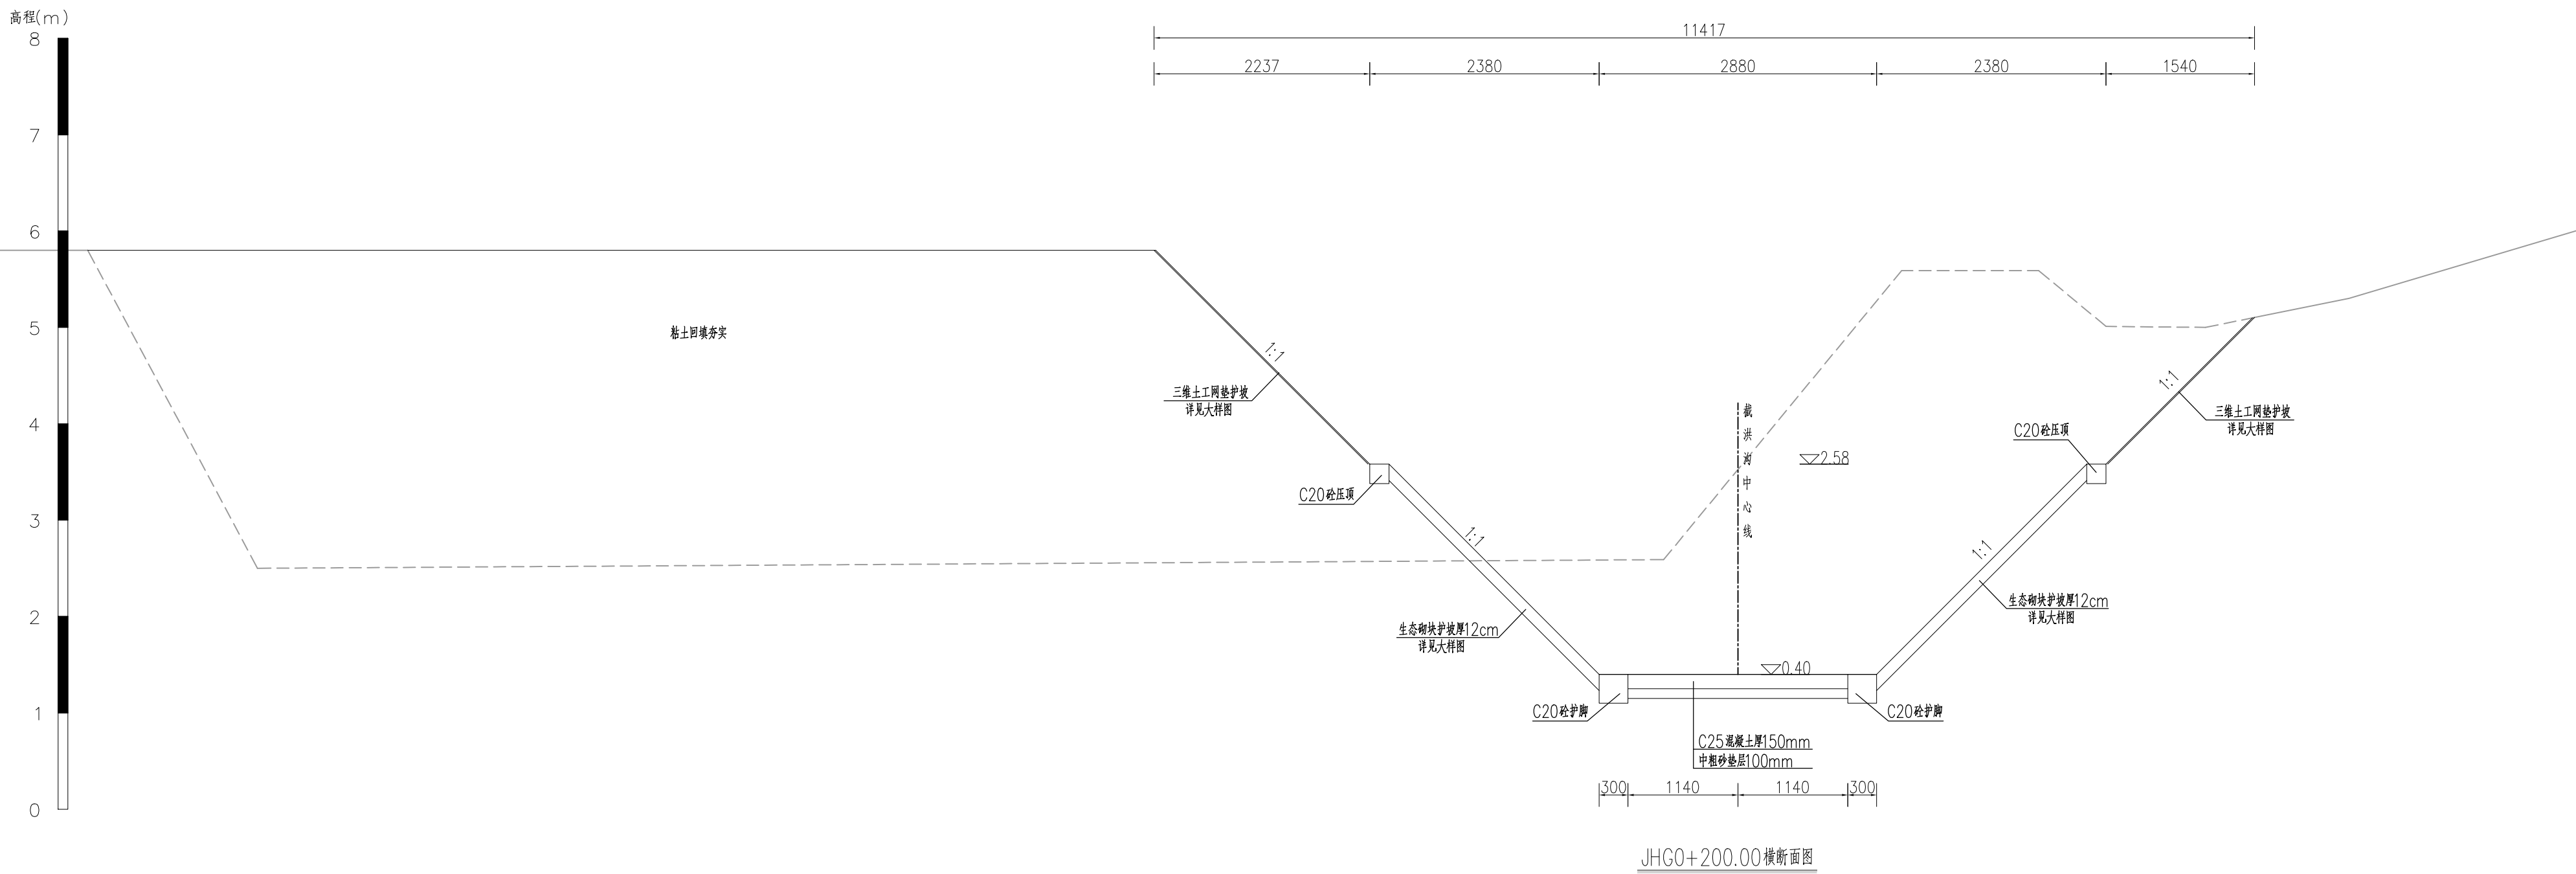 高程(m)
8
7
6
5
4
3
2
1
0
11417
2237
2380
2880
2380
1540
粘土回填夯实
1:1
三维土工网垫护坡
详见大样图
C20砼压顶
1:1
生态砌块护坡厚12cm
详见大样图
C20砼护脚
截洪沟中心线
2.58
0.40
C25混凝土厚150mm
中粗砂垫层100mm
300
1140
1140
300
1:1
三维土工网垫护坡
详见大样图
C20砼压顶
1:1
生态砌块护坡厚12cm
详见大样图
C20砼护脚
JHG0+200.00横断面图